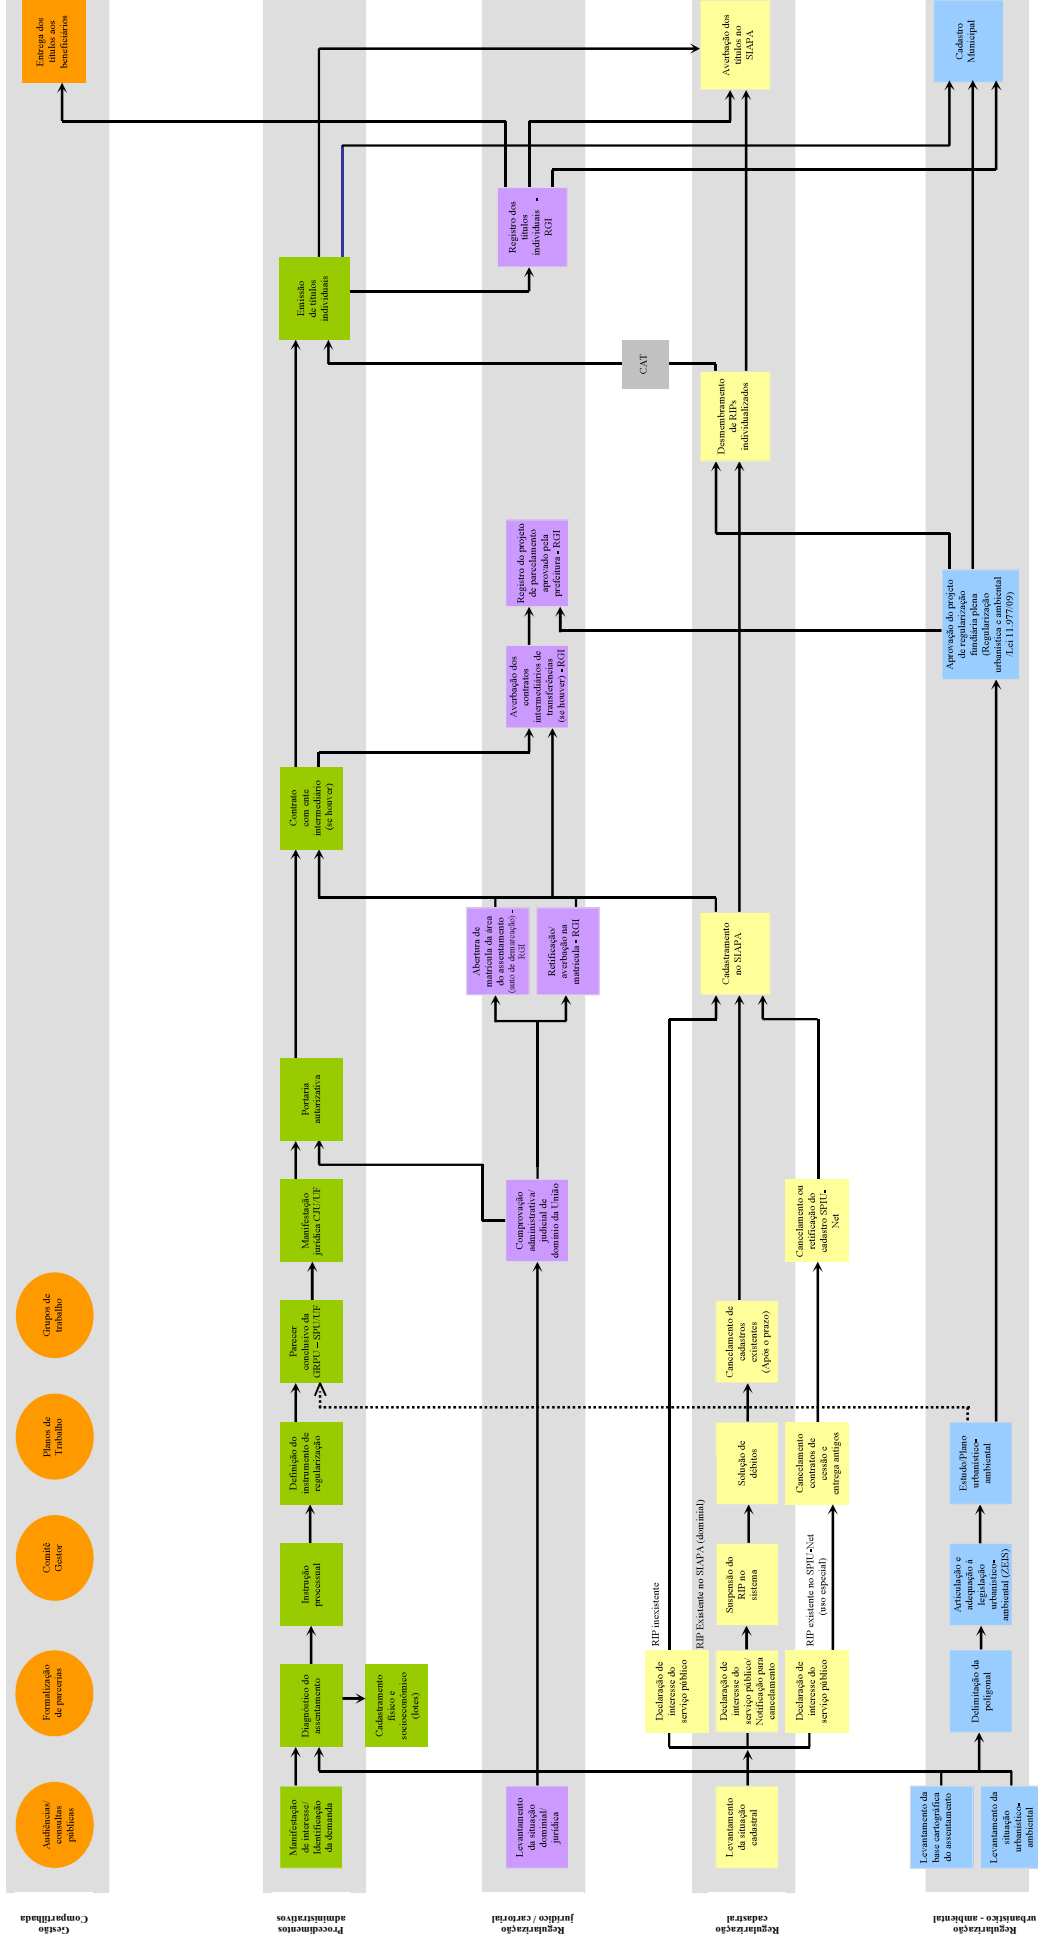 Gestão
Compartilhada
Audiências/
consultas
públicas
Formalização
de parcerias
Comitê
Gestor
Planos de
Trabalho
Grupos de
trabalho
Entrega dos
títulos aos
beneficiários
Procedimentos
administrativos
Manifestação
de interesse/
Identificação
da demanda
Diagnóstico do
assentamento
Cadastramento
físico e
socioeconômico
(lotes)
Instrução
processual
Definição do
instrumento de
regularização
Parecer
conclusivo da
GRPU – SPU/UF
Manifestação
jurídica CJU/UF
Portaria
autorizativa
Contrato
com ente
intermediário
(se houver)
Emissão
de títulos
individuais
Regularização
jurídico / cartorial
Levantamento
da situação
dominial/
jurídica
Comprovação
administrativa/
judicial de
domínio da União
Abertura de
matrícula da área
do assentamento
(auto de demarcação) -
RGI
Retificação/
averbação na
matrícula - RGI
Averbação dos
contratos
intermediários de
transferências
(se houver) - RGI
Registro do projeto
de parcelamento
aprovado pela
prefeitura - RGI
Registro dos
títulos
individuais -
RGI
CAT
Regularização
cadastral
Levantamento
da situação
cadastral
Declaração de
interesse do
serviço público
RIP inexistente
Declaração de
interesse do
serviço público/
Notificação para
cancelamento
RIP Existente no SIAPA (dominial)
Suspensão do
RIP no
sistema
Solução de
débitos
Cancelamento de
cadastros
existentes
(Após o prazo)
Declaração de
interesse do
serviço público
RIP existente no SPIU-Net
(uso especial)
Cancelamento
contratos de
cessão e
entrega antigos
Cancelamento ou
retificação do
cadastro SPIU-
Net
Cadastramento
no SIAPA
Desmembramento
de RIPs
individualizados
Averbação dos
títulos no
SIAPA
Regularização
urbanístico - ambiental
Levantamento da
base cartográfica
do assentamento
Levantamento da
situação
urbanístico-
ambiental
Delimitação da
poligonal
Articulação e
adequação à
legislação
urbanístico-
ambiental (ZEIS)
Estudo/Plano
urbanístico-
ambiental
Aprovação do projeto
de regularização
fundiária plena
(Regularização
urbanística e ambiental
/Lei 11.977/09)
Cadastro
Municipal